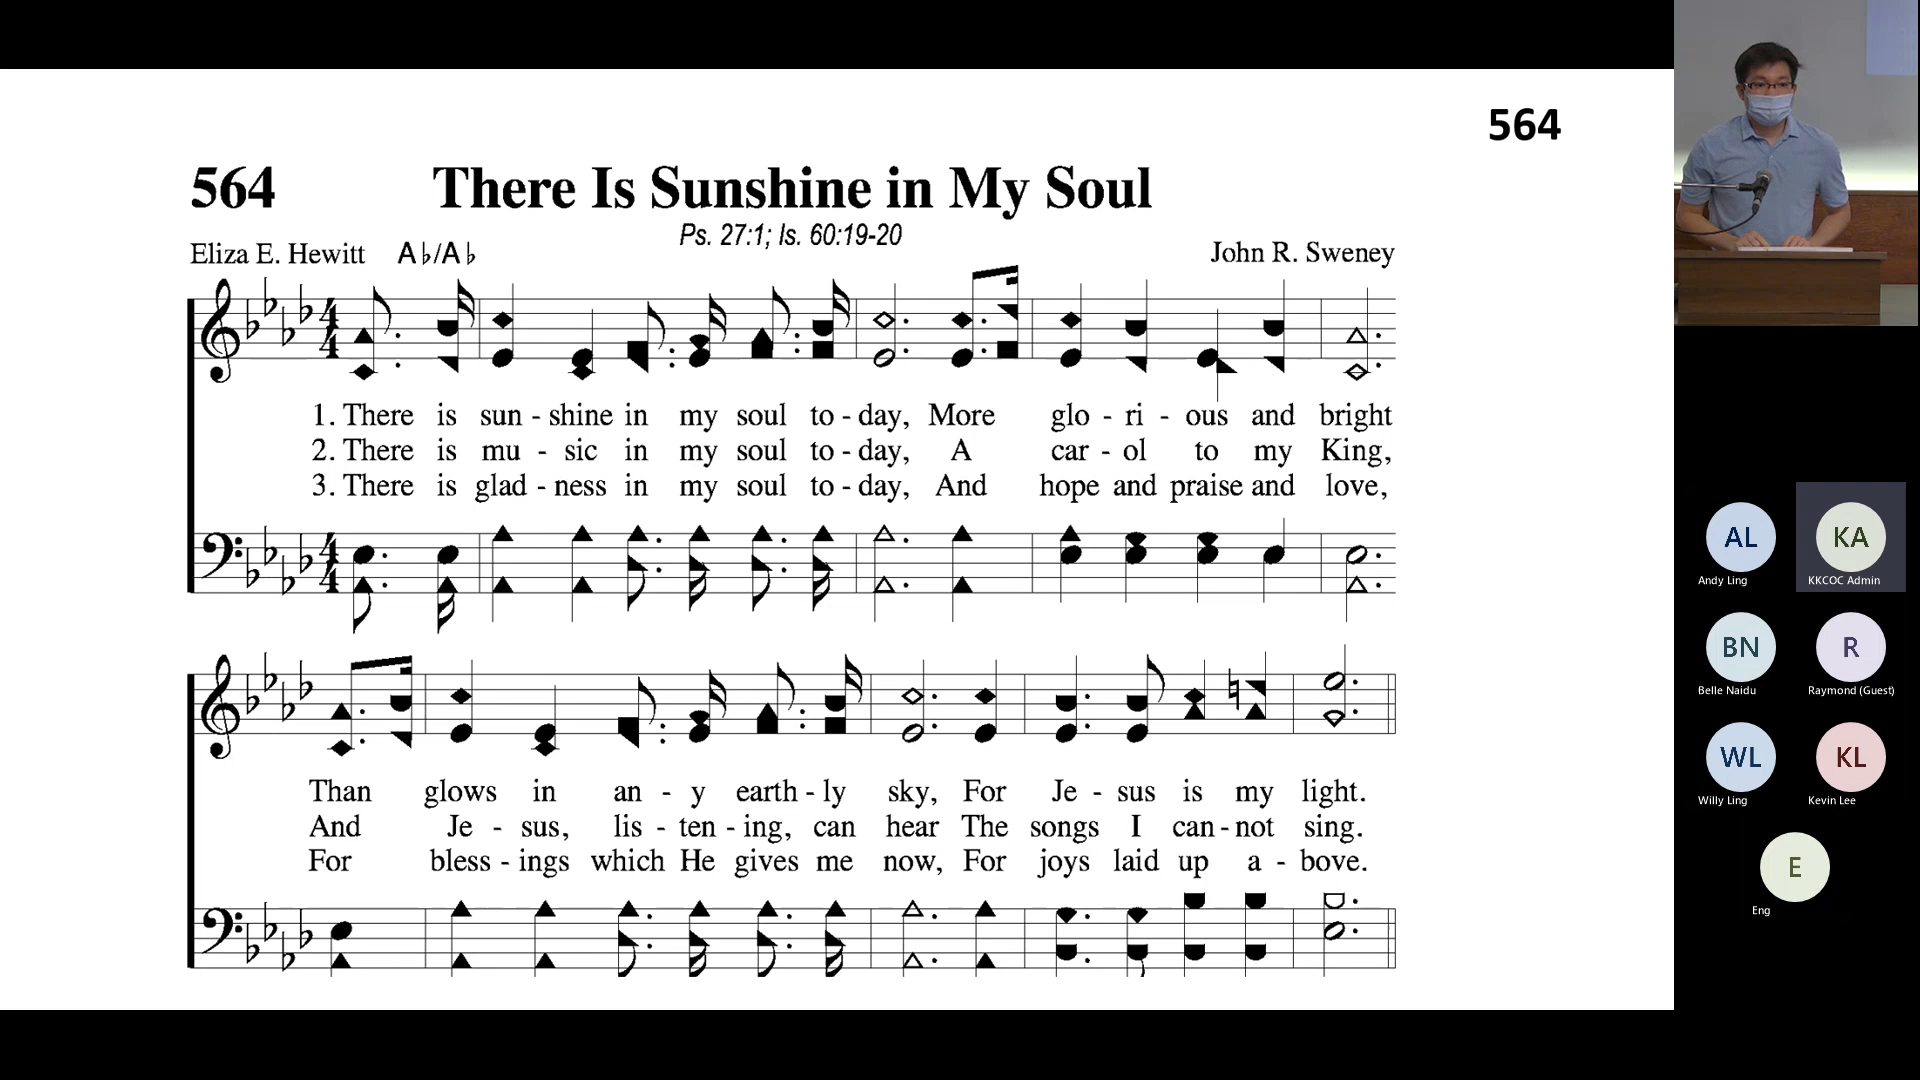 564
564 There Is Sunshine in My Soul
Ps. 27:1; Is. 60:19-20
Eliza E. Hewitt A♭/A♭ John R. Sweney
1. There is sun - shine in my soul to - day, More glo - ri - ous and bright
2. There is mu - sic in my soul to - day, A car - ol to my King,
3. There is glad - ness in my soul to - day, And hope and praise and love,
Than glows in an - y earth - ly sky, For Je - sus is my light.
And Je - sus, lis - ten - ing, can hear The songs I can - not sing.
For bless - ings which He gives me now, For joys laid up a - bove.
AL
Andy Ling
KA
KKCOC Admin
BN
Belle Naidu
R
Raymond (Guest)
WL
Willy Ling
KL
Kevin Lee
E
Eng